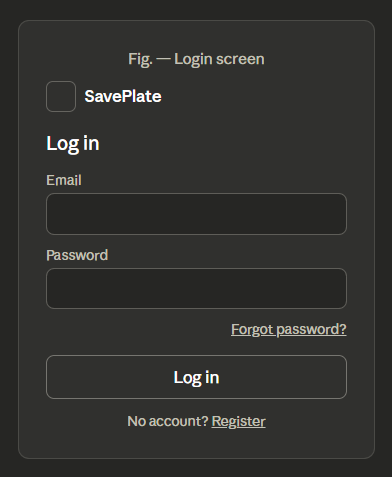 Fig. — Login screen
SavePlate
Log in
Email
Password
Forgot password?
Log in
No account? Register